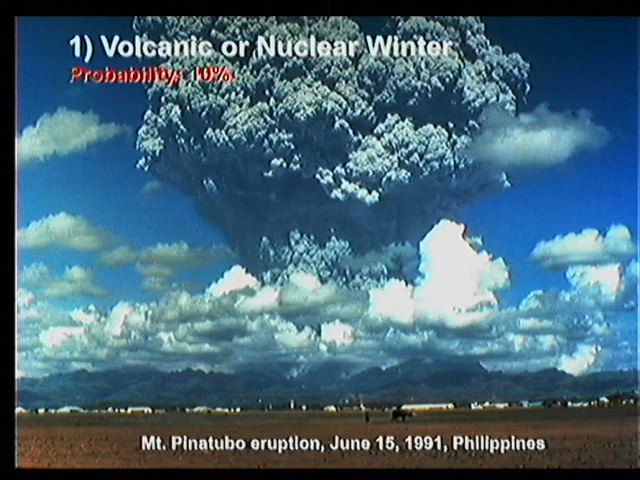 1) Volcanic or Nuclear Winter
Probability: 10%
Mt. Pinatubo eruption, June 15, 1991, Philippines